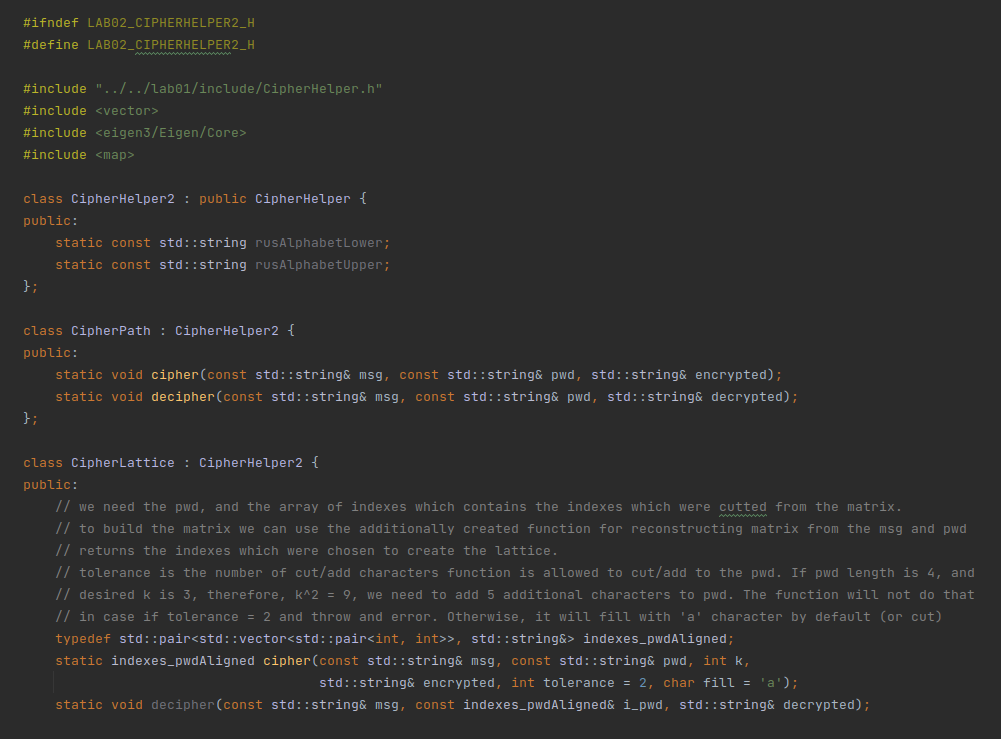 #ifndef LAB02_CIPHERHELPER2_H
#define LAB02_CIPHERHELPER2_H
#include "../../lab01/include/CipherHelper.h"
#include <vector>
#include <eigen3/Eigen/Core>
#include <map>
class CipherHelper2 : public CipherHelper {
public:
    static const std::string rusAlphabetLower;
    static const std::string rusAlphabetUpper;
};
class CipherPath : CipherHelper2 {
public:
    static void cipher(const std::string& msg, const std::string& pwd, std::string& encrypted);
    static void decipher(const std::string& msg, const std::string& pwd, std::string& decrypted);
};
class CipherLattice : CipherHelper2 {
public:
    // we need the pwd, and the array of indexes which contains the indexes which were cutted from the matrix.
    // to build the matrix we can use the additionally created function for reconstructing matrix from the msg and pwd
    // returns the indexes which were chosen to create the lattice.
    // tolerance is the number of cut/add characters function is allowed to cut/add to the pwd. If pwd length is 4, and
    // desired k is 3, therefore, k^2 = 9, we need to add 5 additional characters to pwd. The function will not do that
    // in case if tolerance = 2 and throw and error. Otherwise, it will fill with 'a' character by default (or cut)
    typedef std::pair<std::vector<std::pair<int, int>>, std::string&> indexes_pwdAligned;
    static indexes_pwdAligned cipher(const std::string& msg, const std::string& pwd, int k,
                                     std::string& encrypted, int tolerance = 2, char fill = 'a');
    static void decipher(const std::string& msg, const indexes_pwdAligned& i_pwd, std::string& decrypted);